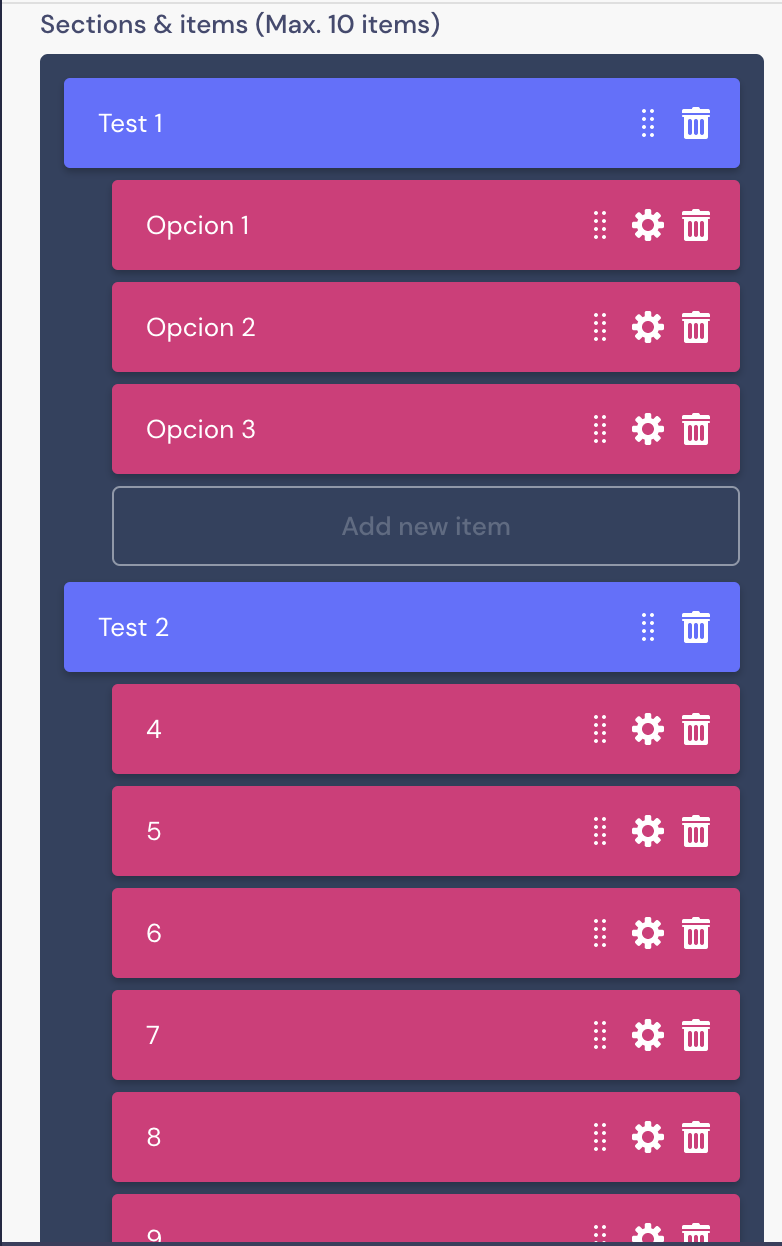 Sections & items (Max. 10 items)
Test 1
Opcion 1
Opcion 2
Opcion 3
Add new item
Test 2
4
5
6
7
8
9